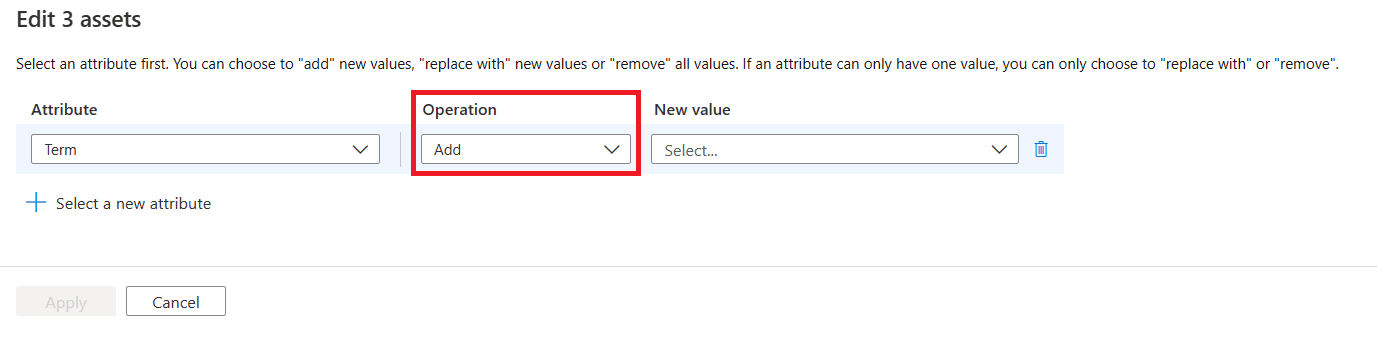 Edit 3 assets
Select an attribute first. You can choose to "add" new values, "replace with" new values or "remove" all values. If an attribute can only have one value, you can only choose to "replace with" or "remove".
Attribute Operation New value
Term Add Select...
Select a new attribute
Apply Cancel